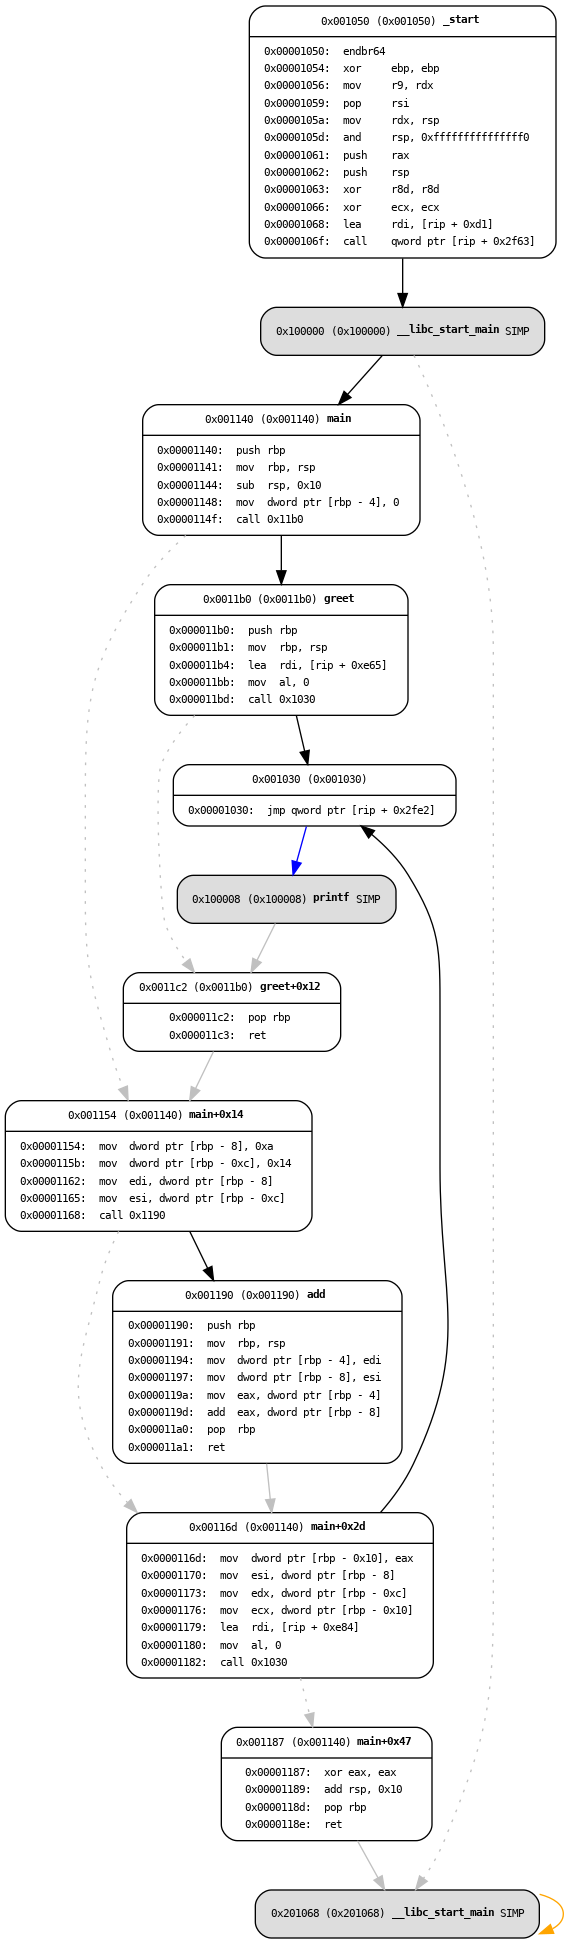 0x001050 (0x001050) _start
0x00001050: endbr64
0x00001054: xor ebp, ebp
0x00001056: mov r9, rdx
0x00001059: pop rsi
0x0000105a: mov rdx, rsp
0x0000105d: and rsp, 0xfffffffffffffff0
0x00001061: push rax
0x00001062: push rsp
0x00001063: xor r8d, r8d
0x00001066: xor ecx, ecx
0x00001068: lea rdi, [rip + 0xd1]
0x0000106f: call qword ptr [rip + 0x2f63]
0x100000 (0x100000) __libc_start_main SIMP
0x001140 (0x001140) main
0x00001140: push rbp
0x00001141: mov rbp, rsp
0x00001144: sub rsp, 0x10
0x00001148: mov dword ptr [rbp - 4], 0
0x0000114f: call 0x11b0
0x0011b0 (0x0011b0) greet
0x000011b0: push rbp
0x000011b1: mov rbp, rsp
0x000011b4: lea rdi, [rip + 0xe65]
0x000011bb: mov al, 0
0x000011bd: call 0x1030
0x001030 (0x001030)
0x00001030: jmp qword ptr [rip + 0x2fe2]
0x100008 (0x100008) printf SIMP
0x0011c2 (0x0011b0) greet+0x12
0x000011c2: pop rbp
0x000011c3: ret
0x001154 (0x001140) main+0x14
0x00001154: mov dword ptr [rbp - 8], 0xa
0x0000115b: mov dword ptr [rbp - 0xc], 0x14
0x00001162: mov edi, dword ptr [rbp - 8]
0x00001165: mov esi, dword ptr [rbp - 0xc]
0x00001168: call 0x1190
0x001190 (0x001190) add
0x00001190: push rbp
0x00001191: mov rbp, rsp
0x00001194: mov dword ptr [rbp - 4], edi
0x00001197: mov dword ptr [rbp - 8], esi
0x0000119a: mov eax, dword ptr [rbp - 4]
0x0000119d: add eax, dword ptr [rbp - 8]
0x000011a0: pop rbp
0x000011a1: ret
0x00116d (0x001140) main+0x2d
0x0000116d: mov dword ptr [rbp - 0x10], eax
0x00001170: mov esi, dword ptr [rbp - 8]
0x00001173: mov edx, dword ptr [rbp - 0xc]
0x00001176: mov ecx, dword ptr [rbp - 0x10]
0x00001179: lea rdi, [rip + 0xe84]
0x00001180: mov al, 0
0x00001182: call 0x1030
0x001187 (0x001140) main+0x47
0x00001187: xor eax, eax
0x00001189: add rsp, 0x10
0x0000118d: pop rbp
0x0000118e: ret
0x201068 (0x201068) __libc_start_main SIMP